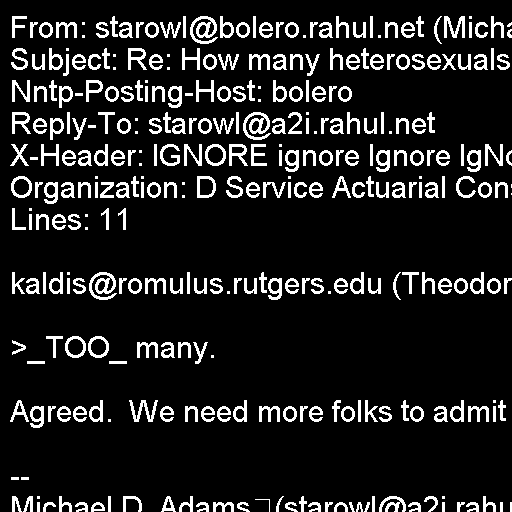 From: starowl@bolero.rahul.net (Micha
Subject: Re: How many heterosexuals
Nntp-Posting-Host: bolero
Reply-To: starowl@a2i.rahul.net
X-Header: IGNORE ignore Ignore IgNo
Organization: D Service Actuarial Cons
Lines: 11

kaldis@romulus.rutgers.edu (Theodor

>_TOO_ many.

Agreed.  We need more folks to admit

--
Michael D. Adams (starowl@a2i.rahu